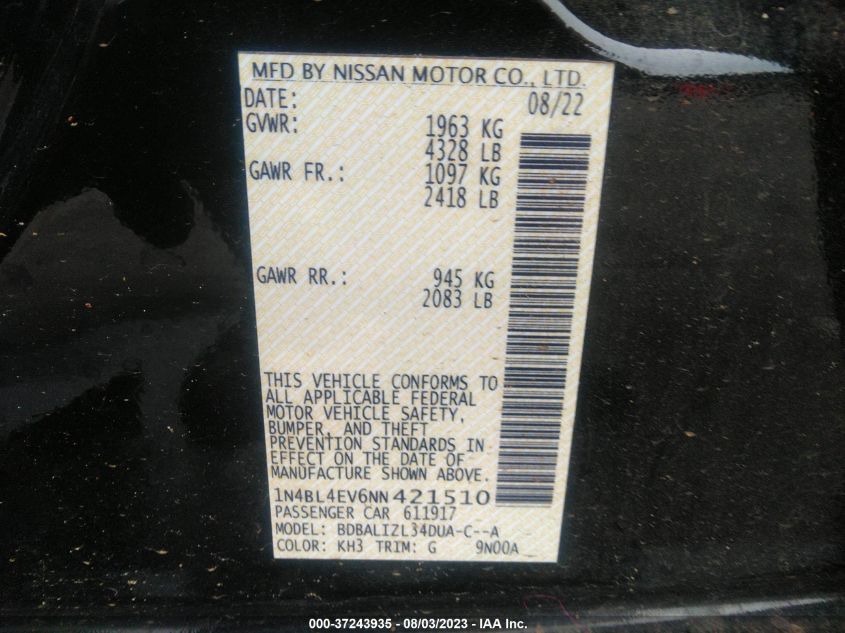 MFD BY NISSAN MOTOR CO., LTD.
DATE: 08/22
GVWR: 1963 KG
4328 LB
GAWR FR.: 1097 KG
2418 LB
GAWR RR.: 945 KG
2083 LB
THIS VEHICLE CONFORMS TO
ALL APPLICABLE FEDERAL
MOTOR VEHICLE SAFETY,
BUMPER, AND THEFT
PREVENTION STANDARDS IN
EFFECT ON THE DATE OF
MANUFACTURE SHOWN ABOVE.
1N4BL4EV6NN421510
PASSENGER CAR 611917
MODEL: BDBALIZL34DUA-C--A
COLOR: KH3 TRIM: G 9N00A
000-37243935 - 08/03/2023 - IAA Inc.